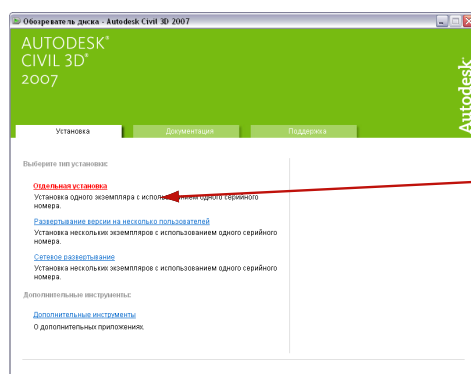 Обозреватель диска - Autodesk Civil 3D 2007
AUTODESK®
CIVIL 3D®
2007
Autodesk
Установка
Документация
Поддержка
Выберите тип установки:
Отдельная установка
Установка одного экземпляра с использованием одного серийного
номера.
Развертывание версии на несколько пользователей
Установка нескольких экземпляров с использованием одного серийного
номера.
Сетевое развертывание
Установка нескольких экземпляров с использованием одного серийного
номера.
Дополнительные инструменты:
Дополнительные инструменты
О дополнительных приложениях.